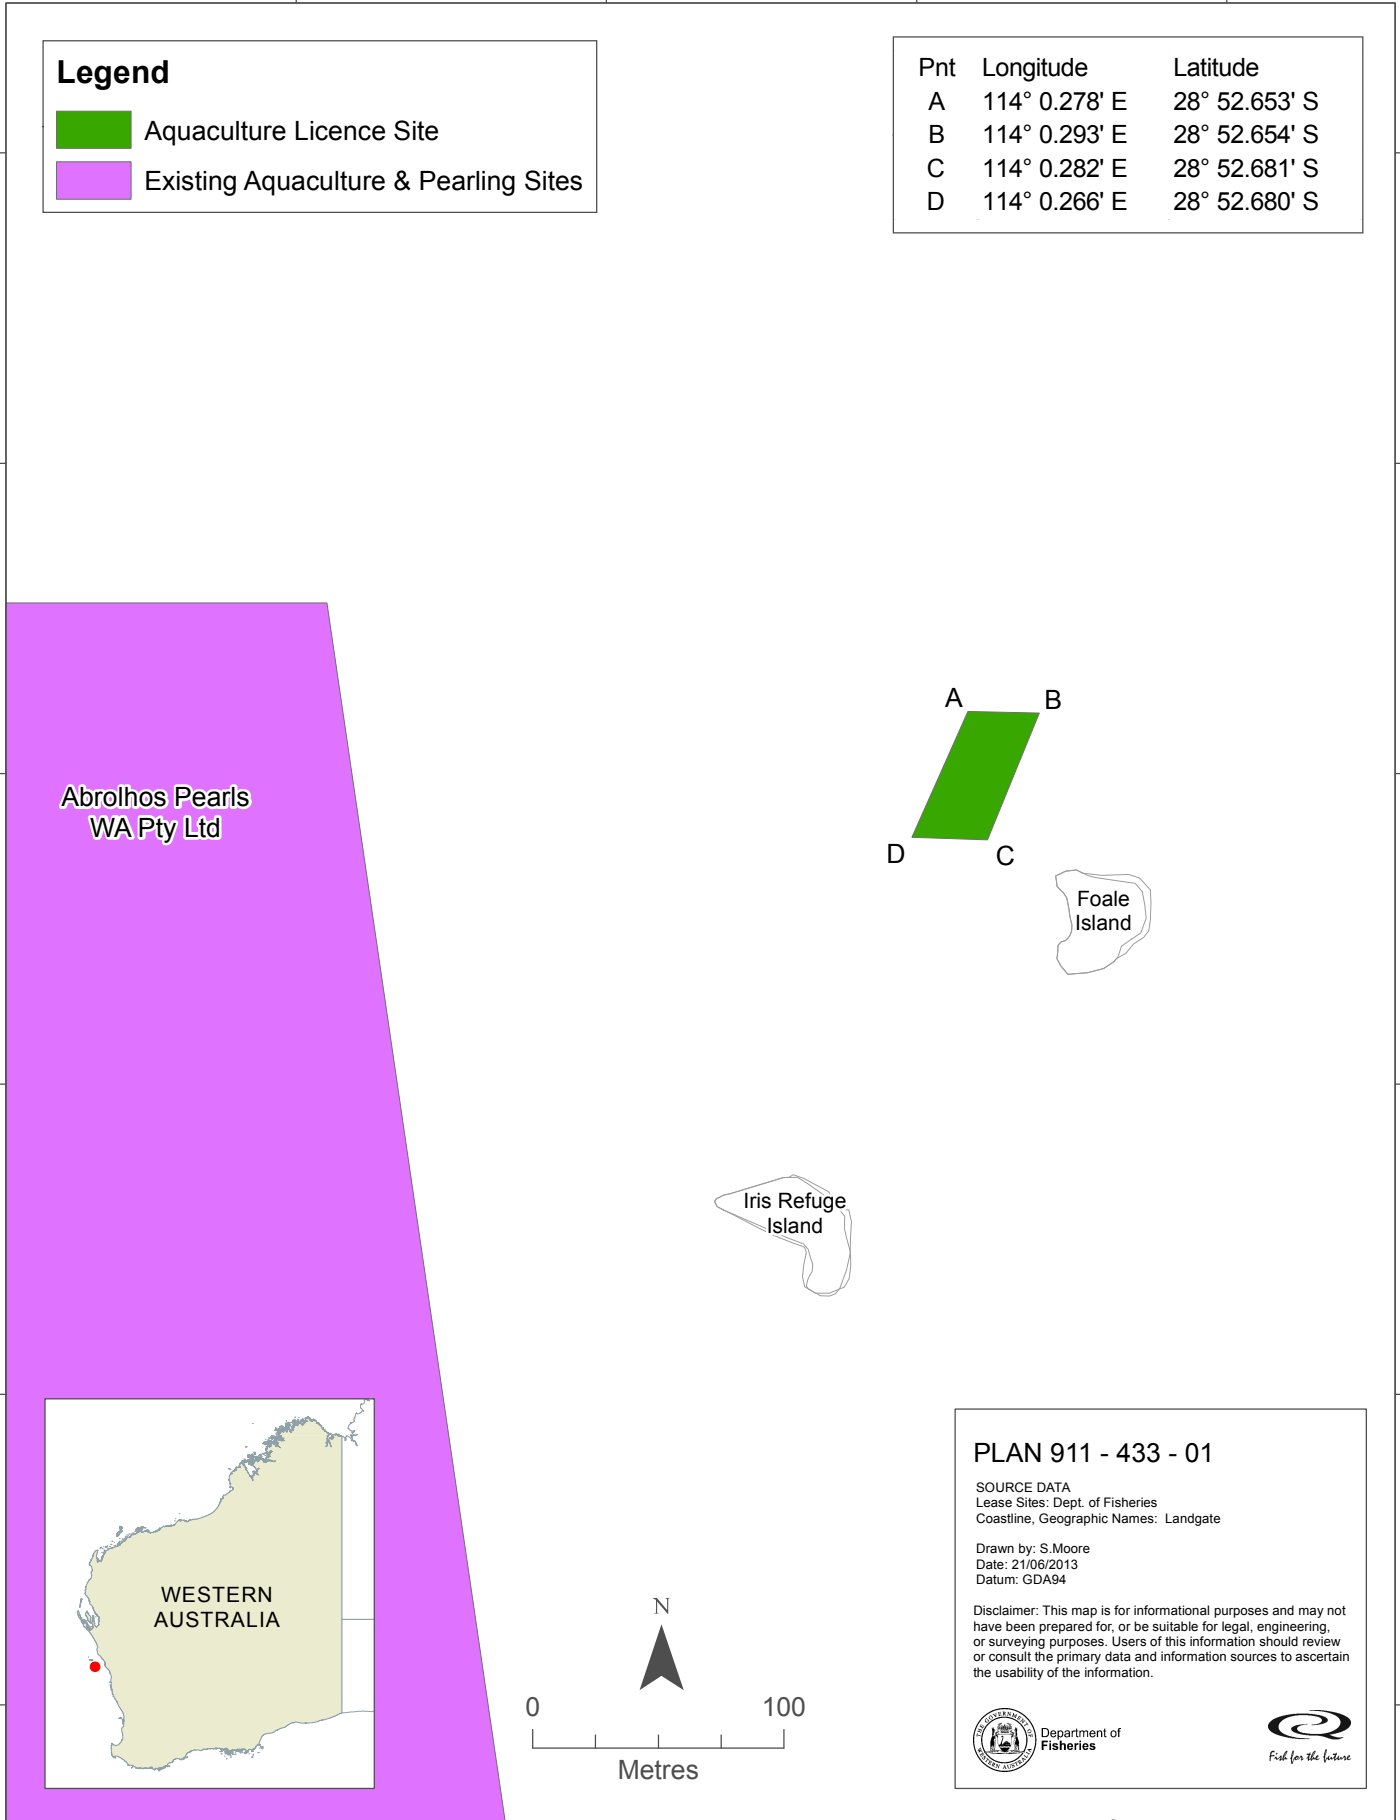 Legend
Aquaculture Licence Site
Existing Aquaculture & Pearling Sites
Pnt Longitude Latitude
A 114° 0.278' E 28° 52.653' S
B 114° 0.293' E 28° 52.654' S
C 114° 0.282' E 28° 52.681' S
D 114° 0.266' E 28° 52.680' S
A B
D C
Abrolhos Pearls
WA Pty Ltd
Foale
Island
Iris Refuge
Island
WESTERN
AUSTRALIA
N
0 100
Metres
PLAN 911 - 433 - 01
SOURCE DATA
Lease Sites: Dept. of Fisheries
Coastline, Geographic Names: Landgate
Drawn by: S.Moore
Date: 21/06/2013
Datum: GDA94
Disclaimer: This map is for informational purposes and may not
have been prepared for, or be suitable for legal, engineering,
or surveying purposes. Users of this information should review
or consult the primary data and information sources to ascertain
the usability of the information.
THE GOVERNMENT OF
WESTERN AUSTRALIA
Department of
Fisheries
Fish for the future